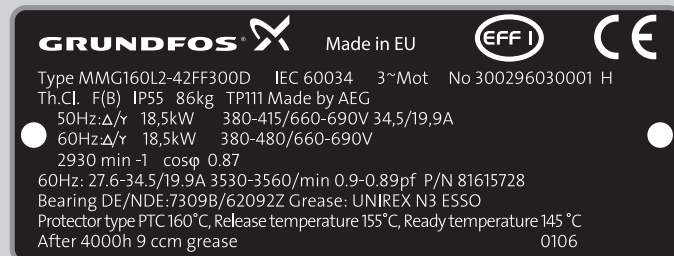 GRUNDFOS Made in EU EFF 1 CE
Type MMG160L2-42FF300D IEC 60034 3~Mot No 300296030001 H
Th.Cl. F(B) IP55 86kg TP111 Made by AEG
50Hz:Δ/Y 18,5kW 380-415/660-690V 34,5/19,9A
60Hz:Δ/Y 18,5kW 380-480/660-690V
2930 min -1 cosφ 0.87
60Hz: 27.6-34.5/19.9A 3530-3560/min 0.9-0.89pf P/N 81615728
Bearing DE/NDE:7309B/62092Z Grease: UNIREX N3 ESSO
Protector type PTC 160°C, Release temperature 155°C, Ready temperature 145 °C
After 4000h 9 ccm grease 0106